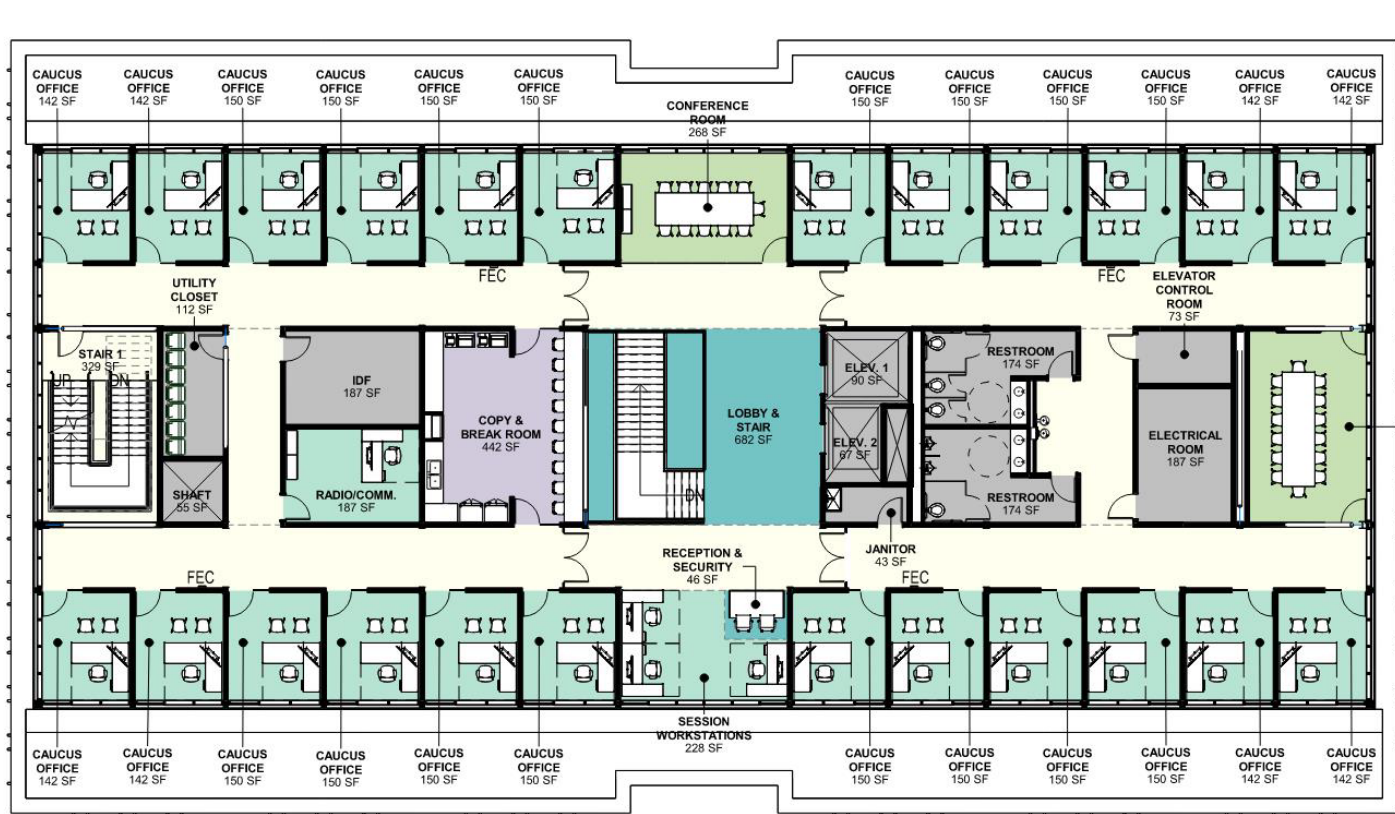 CAUCUS
OFFICE
142 SF
CAUCUS
OFFICE
142 SF
CAUCUS
OFFICE
150 SF
CAUCUS
OFFICE
150 SF
CAUCUS
OFFICE
150 SF
CAUCUS
OFFICE
150 SF
CONFERENCE
ROOM
268 SF
CAUCUS
OFFICE
150 SF
CAUCUS
OFFICE
150 SF
CAUCUS
OFFICE
150 SF
CAUCUS
OFFICE
150 SF
CAUCUS
OFFICE
142 SF
CAUCUS
OFFICE
142 SF
FEC
FEC
UTILITY
CLOSET
112 SF
ELEVATOR
CONTROL
ROOM
73 SF
STAIR 1
329 SF
UP
DN
IDF
187 SF
COPY &
BREAK ROOM
442 SF
LOBBY &
STAIR
682 SF
DN
ELEV. 1
90 SF
ELEV. 2
67 SF
RESTROOM
174 SF
ELECTRICAL
ROOM
187 SF
SHAFT
55 SF
RADIO/COMM.
187 SF
RESTROOM
174 SF
JANITOR
43 SF
RECEPTION &
SECURITY
46 SF
FEC
FEC
SESSION
WORKSTATIONS
228 SF
CAUCUS
OFFICE
142 SF
CAUCUS
OFFICE
142 SF
CAUCUS
OFFICE
150 SF
CAUCUS
OFFICE
150 SF
CAUCUS
OFFICE
150 SF
CAUCUS
OFFICE
150 SF
CAUCUS
OFFICE
150 SF
CAUCUS
OFFICE
150 SF
CAUCUS
OFFICE
150 SF
CAUCUS
OFFICE
150 SF
CAUCUS
OFFICE
142 SF
CAUCUS
OFFICE
142 SF